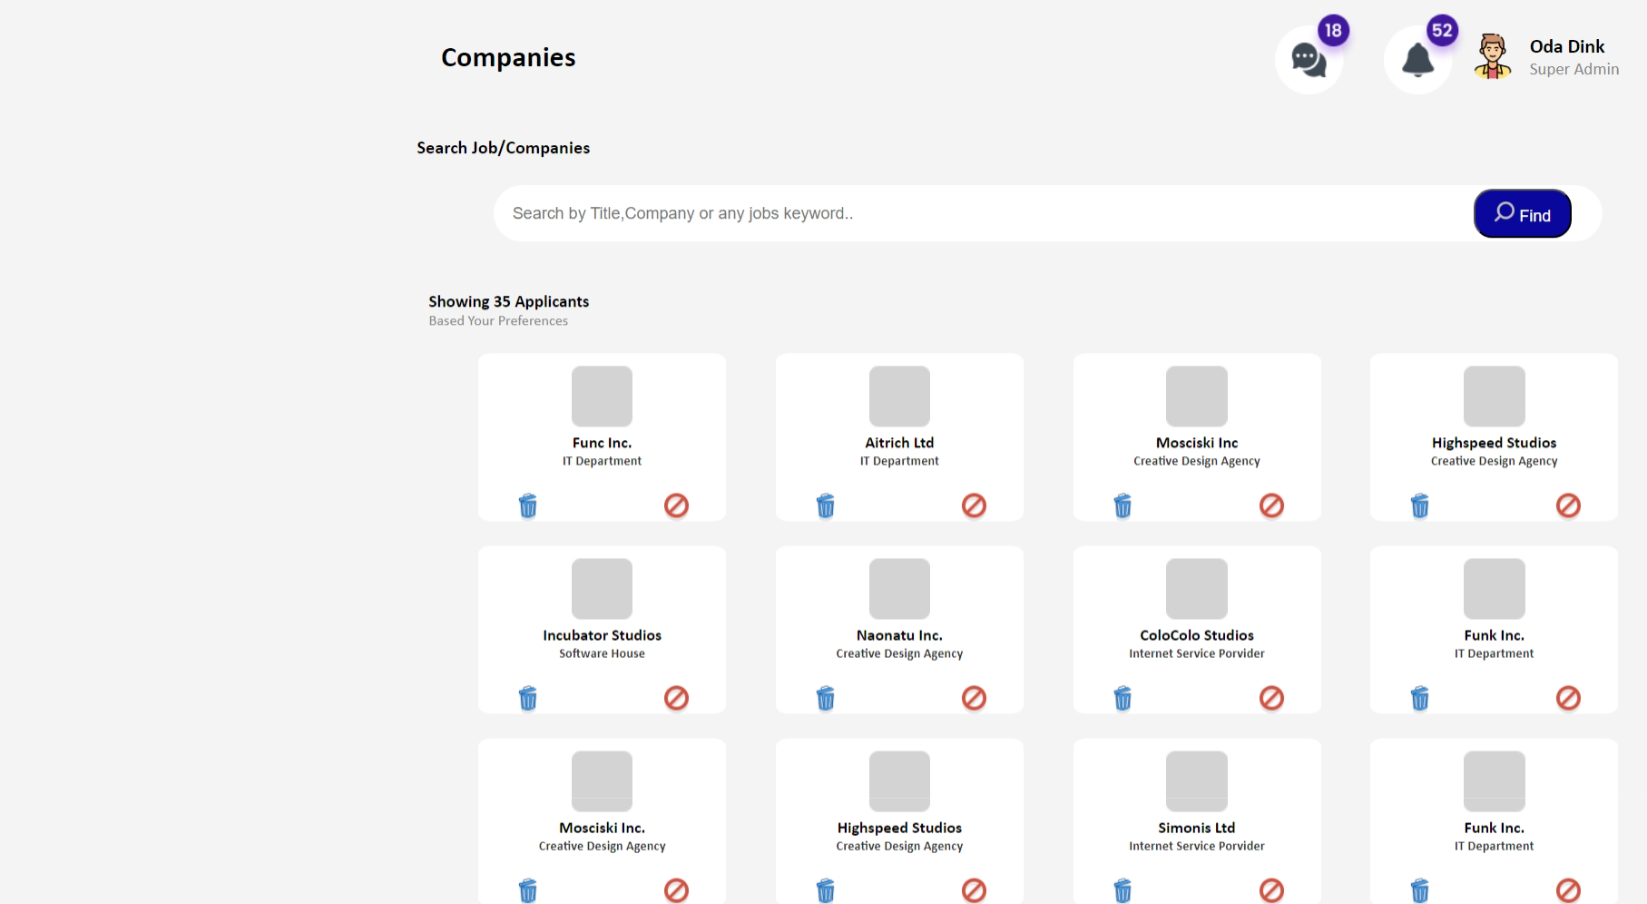 Companies
18
52
Oda Dink
Super Admin
Search Job/Companies
Search by Title,Company or any jobs keyword..
Find
Showing 35 Applicants
Based Your Preferences
Func Inc.
IT Department
Aitrich Ltd
IT Department
Mosciski Inc
Creative Design Agency
Highspeed Studios
Creative Design Agency
Incubator Studios
Software House
Naonatu Inc.
Creative Design Agency
ColoColo Studios
Internet Service Porvider
Funk Inc.
IT Department
Mosciski Inc.
Creative Design Agency
Highspeed Studios
Creative Design Agency
Simonis Ltd
Internet Service Porvider
Funk Inc.
IT Department